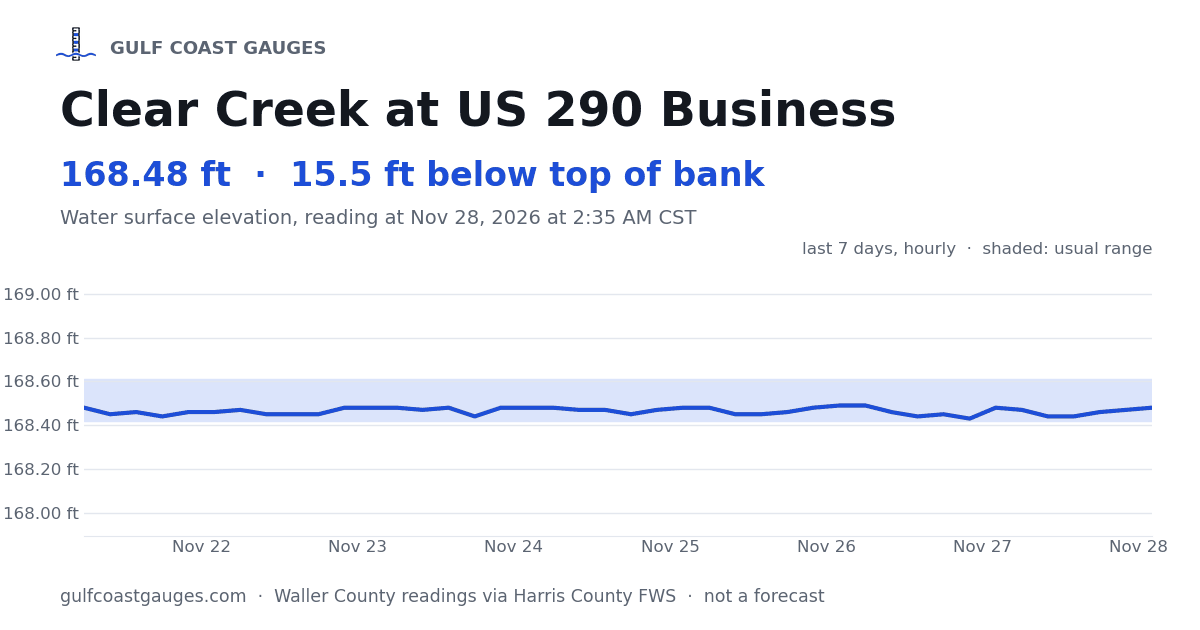 GULF COAST GAUGES
Clear Creek at US 290 Business
168.48 ft · 15.5 ft below top of bank
Water surface elevation, reading at Nov 28, 2026 at 2:35 AM CST
last 7 days, hourly · shaded: usual range
169.00 ft
168.80 ft
168.60 ft
168.40 ft
168.20 ft
168.00 ft
Nov 22 Nov 23 Nov 24 Nov 25 Nov 26 Nov 27 Nov 28
gulfcoastgauges.com · Waller County readings via Harris County FWS · not a forecast